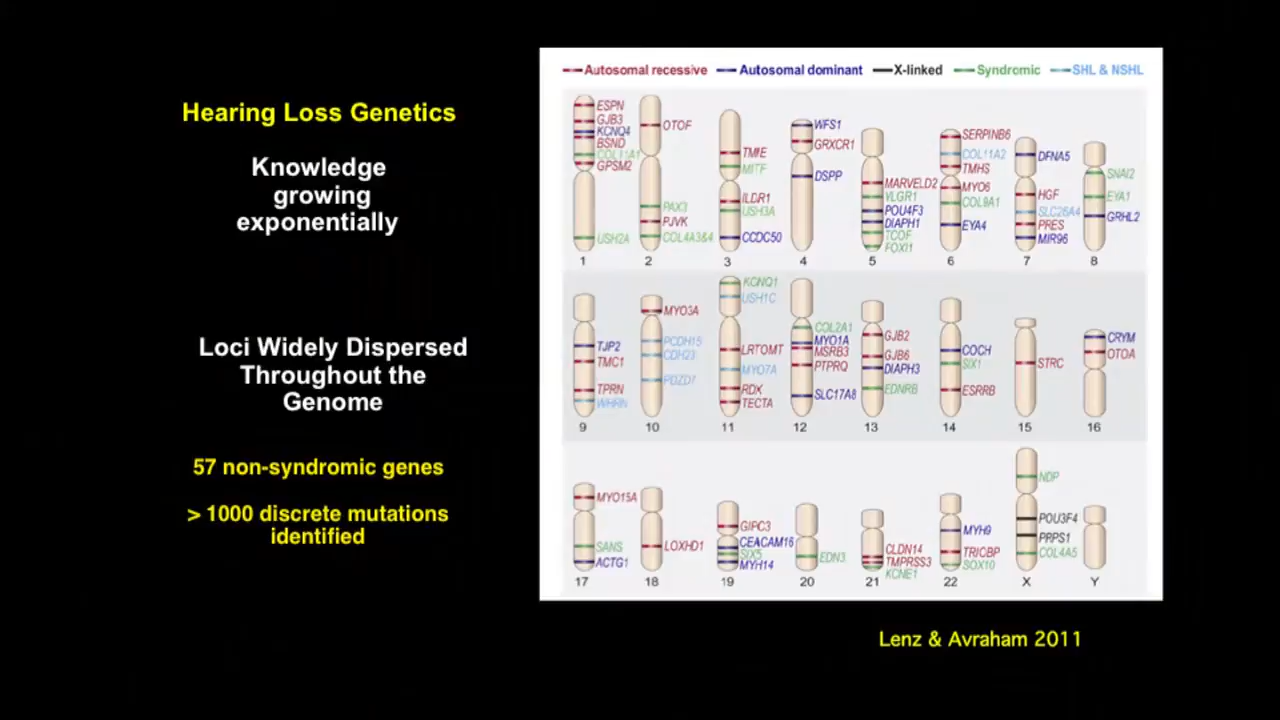 Hearing Loss Genetics
Knowledge
growing
exponentially
Loci Widely Dispersed
Throughout the
Genome
57 non-syndromic genes
> 1000 discrete mutations
identified
Autosomal recessive Autosomal dominant X-linked Syndromic SHL & NSHL
ESPN
GJB3
KCNQ4
BSND
COL11A1
GPSM2
USH2A
1
OTOF
PAX3
PJVK
COL4A3&4
2
TMIE
MITF
ILDR1
USH3A
CCDC50
3
WFS1
GRXCR1
DSPP
4
MARVELD2
VLGR1
POU4F3
DIAPH1
TCOF
FOXI1
5
SERPINB6
COL11A2
TMHS
MYO6
COL9A1
EYA4
6
DFNA5
HGF
SLC26A4
PRES
MIR96
7
SNAI2
EYA1
GRHL2
8
TJP2
TMC1
TPRN
WHRN
9
MYO3A
PCDH15
CDH23
PDZD7
10
KCNQ1
USH1C
LRTOMT
MYO7A
RDX
TECTA
11
COL2A1
MYO1A
MSRB3
PTPRQ
SLC17A8
12
GJB2
GJB6
DIAPH3
EDNRB
13
COCH
SIX1
ESRRB
14
STRC
15
CRYM
OTOA
16
MYO15A
SANS
ACTG1
17
LOXHD1
18
GIPC3
CEACAM16
SIX5
MYH14
19
EDN3
20
CLDN14
TMPRSS3
KCNE1
21
MYH9
TRIOBP
SOX10
22
NDP
POU3F4
PRPS1
COL4A5
X
Y
Lenz & Avraham 2011